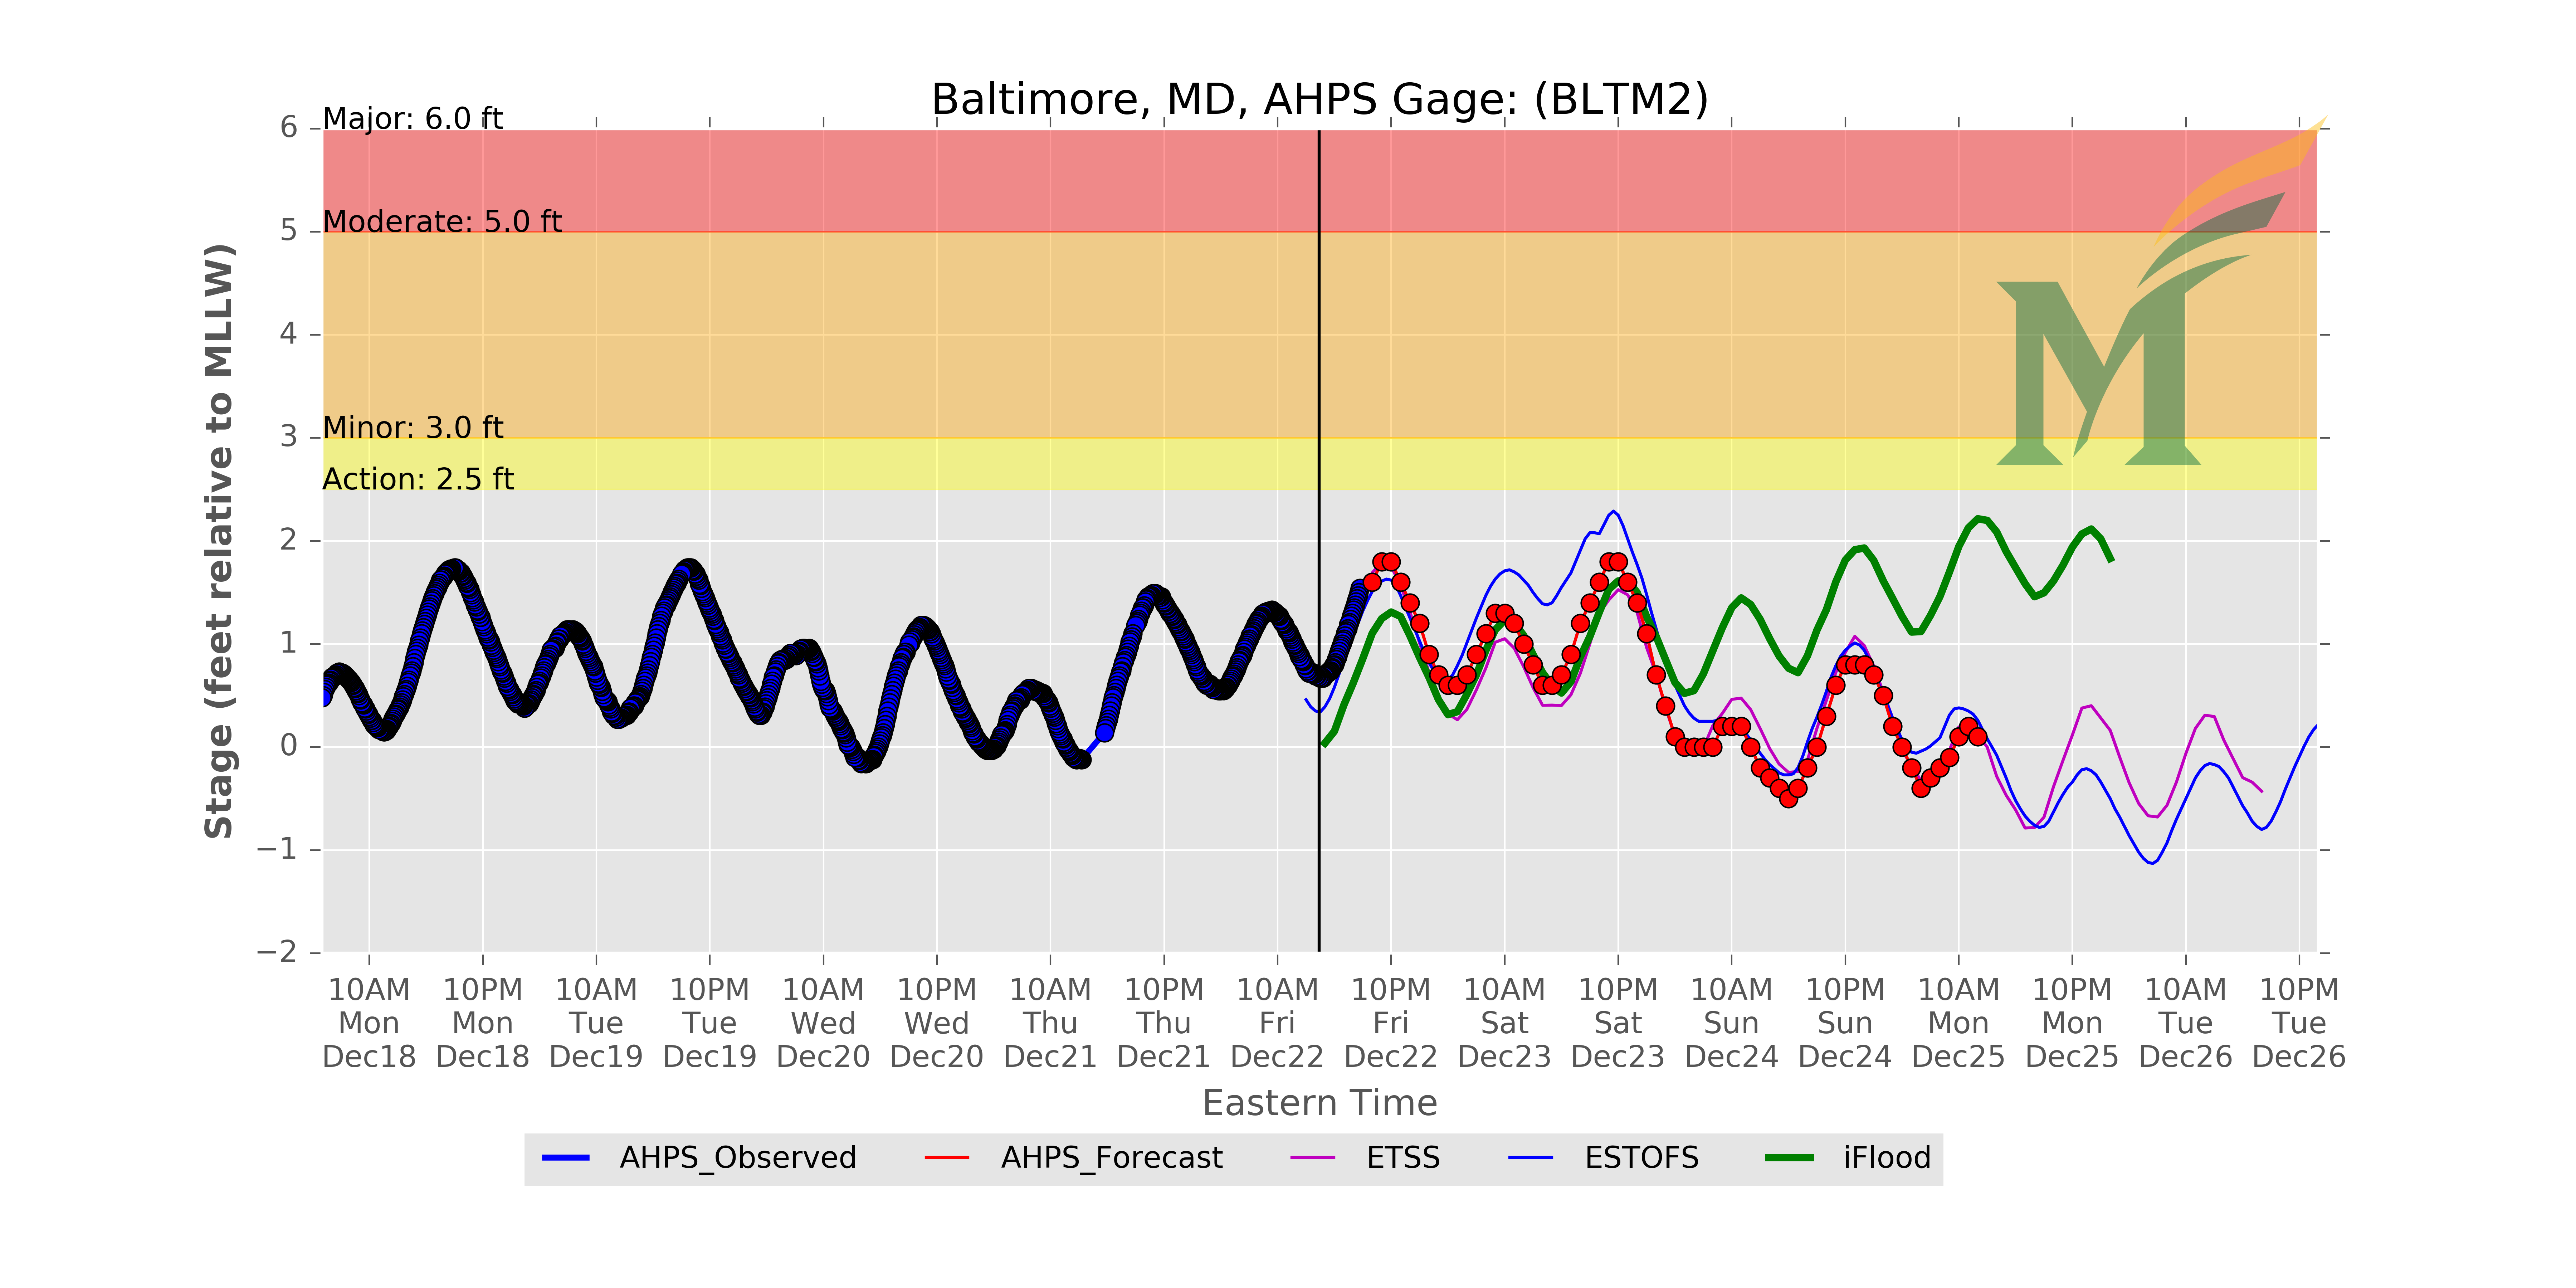 Baltimore, MD, AHPS Gage: (BLTM2)
Major: 6.0 ft
Moderate: 5.0 ft
Minor: 3.0 ft
Action: 2.5 ft
Stage (feet relative to MLLW)
6
5
4
3
2
1
0
−1
−2
10AM 10PM 10AM 10PM 10AM 10PM 10AM 10PM 10AM 10PM 10AM 10PM 10AM 10PM 10AM 10PM 10AM 10PM
Mon Mon Tue Tue Wed Wed Thu Thu Fri Fri Sat Sat Sun Sun Mon Mon Tue Tue
Dec18 Dec18 Dec19 Dec19 Dec20 Dec20 Dec21 Dec21 Dec22 Dec22 Dec23 Dec23 Dec24 Dec24 Dec25 Dec25 Dec26 Dec26
Eastern Time
AHPS_Observed AHPS_Forecast ETSS ESTOFS iFlood
M